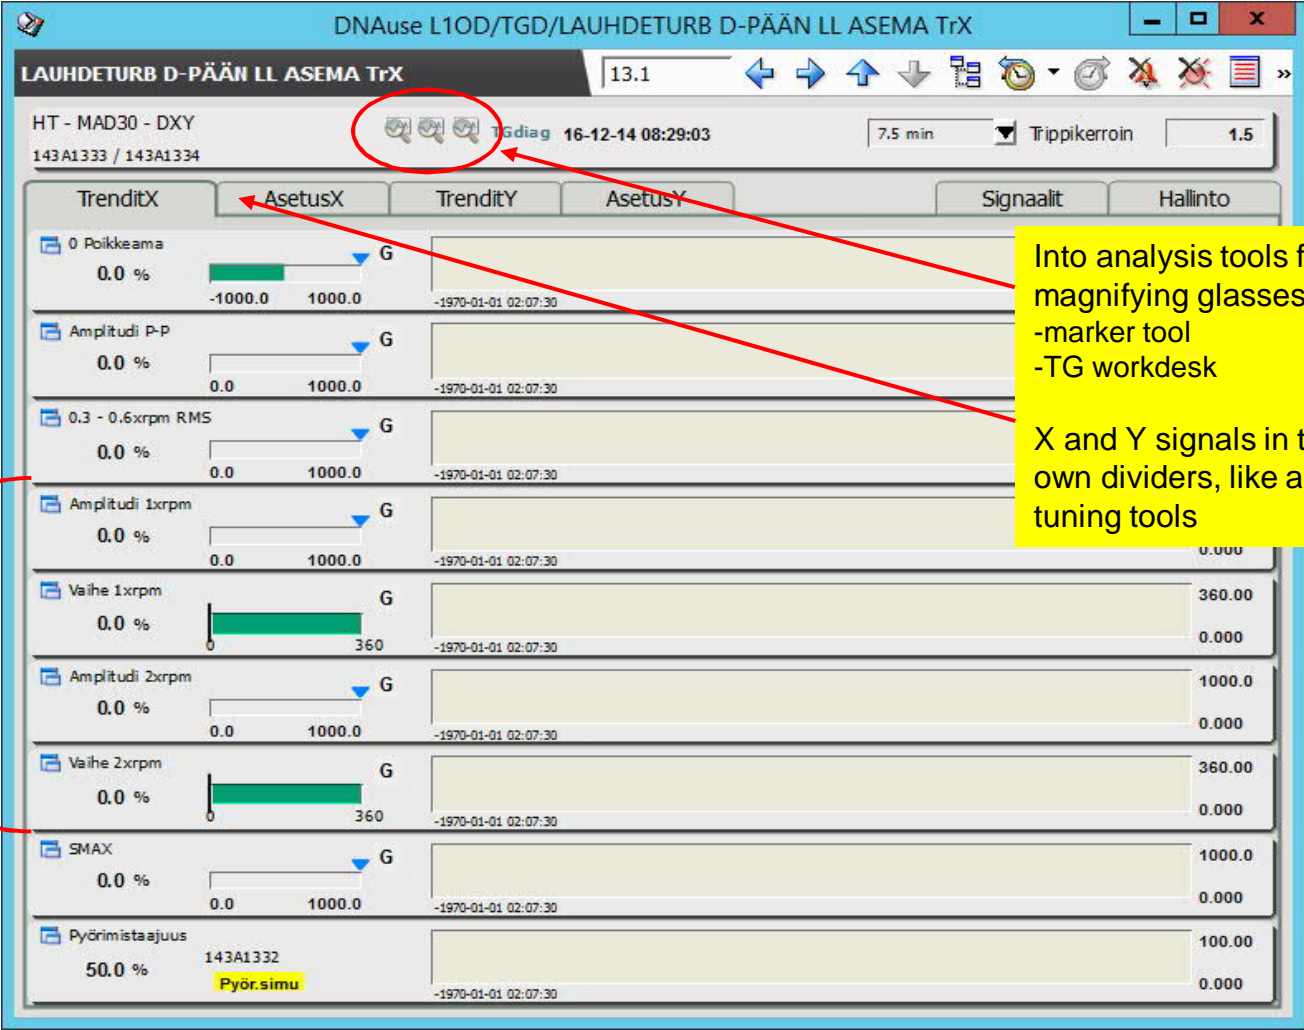 DNAuse L1OD/TGD/LAUHDETURB D-PÄÄN LL ASEMA TrX
LAUHDETURB D-PÄÄN LL ASEMA TrX
13.1
HT - MAD30 - DXY
143A1333 / 143A1334
TGdiag 16-12-14 08:29:03
7.5 min
Trippikerroin
1.5
TrenditX AsetusX TrenditY AsetusY Signaalit Hallinto
0 Poikkeama
0.0 %
G
-1000.0 1000.0
-1970-01-01 02:07:30
Amplitudi P-P
0.0 %
G
0.0 1000.0
-1970-01-01 02:07:30
0.3 - 0.6xrpm RMS
0.0 %
G
0.0 1000.0
-1970-01-01 02:07:30
Into analysis tools f
magnifying glasses
-marker tool
-TG workdesk
X and Y signals in t
own dividers, like a
tuning tools
Amplitudi 1xrpm
0.0 %
G
0.0 1000.0
-1970-01-01 02:07:30
0.000
Vaihe 1xrpm
0.0 %
G
0 360
-1970-01-01 02:07:30
360.00
0.000
Amplitudi 2xrpm
0.0 %
G
0.0 1000.0
-1970-01-01 02:07:30
1000.0
0.000
Vaihe 2xrpm
0.0 %
G
0 360
-1970-01-01 02:07:30
360.00
0.000
SMAX
0.0 %
G
0.0 1000.0
-1970-01-01 02:07:30
1000.0
0.000
Pyörimistaajuus
50.0 %
143A1332
Pyör.simu
-1970-01-01 02:07:30
100.00
0.000